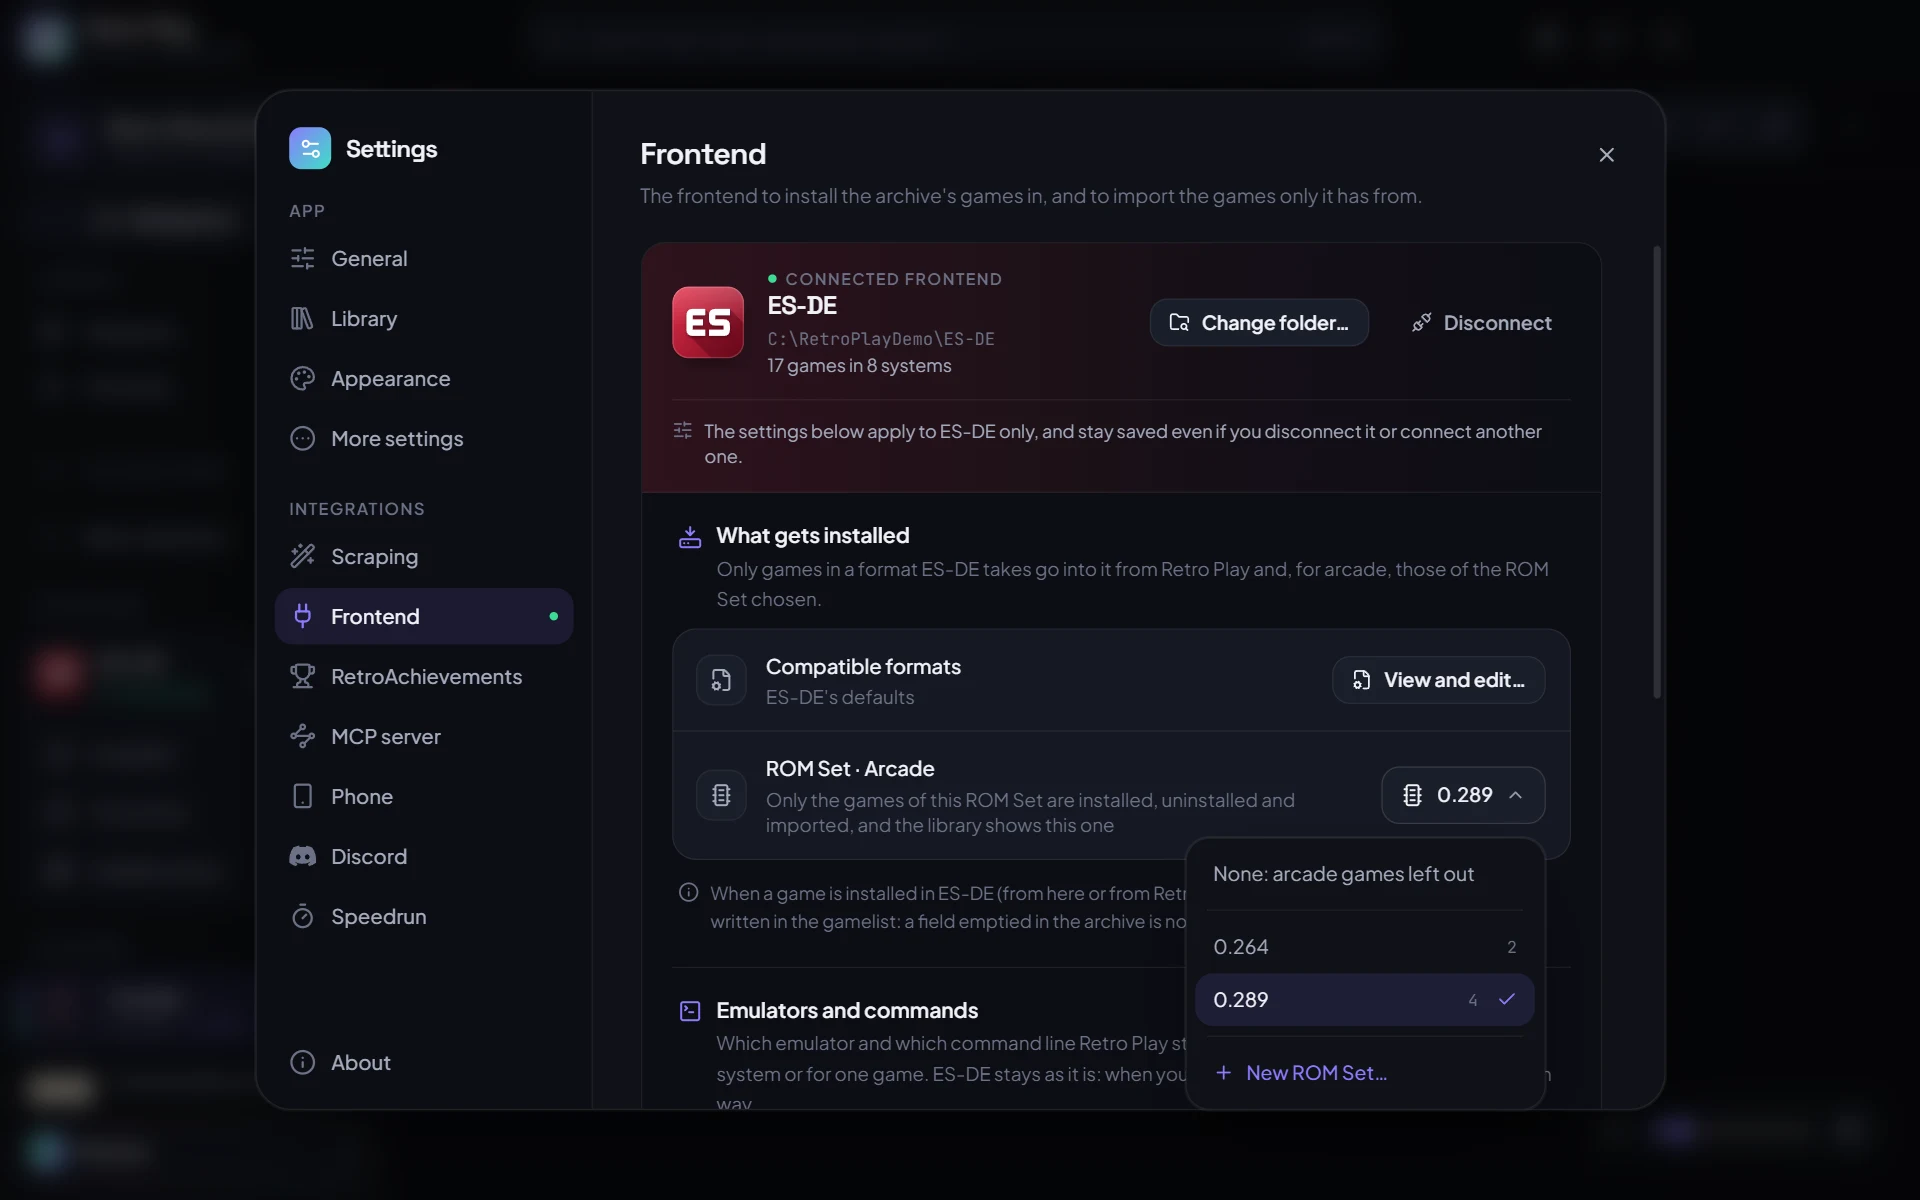 Settings
APP
General
Library
Appearance
More settings
INTEGRATIONS
Scraping
Frontend
RetroAchievements
MCP server
Phone
Discord
Speedrun
About
Frontend
The frontend to install the archive's games in, and to import the games only it has from.
ES
CONNECTED FRONTEND
ES-DE
C:\RetroPlayDemo\ES-DE
17 games in 8 systems
Change folder...
Disconnect
The settings below apply to ES-DE only, and stay saved even if you disconnect it or connect another
one.
What gets installed
Only games in a format ES-DE takes go into it from Retro Play and, for arcade, those of the ROM
Set chosen.
Compatible formats
ES-DE's defaults
View and edit...
ROM Set · Arcade
Only the games of this ROM Set are installed, uninstalled and
imported, and the library shows this one
0.289
None: arcade games left out
0.264 2
0.289 4
New ROM Set...
When a game is installed in ES-DE (from here or from Retr
written in the gamelist: a field emptied in the archive is no
Emulators and commands
Which emulator and which command line Retro Play st
system or for one game. ES-DE stays as it is: when you
way